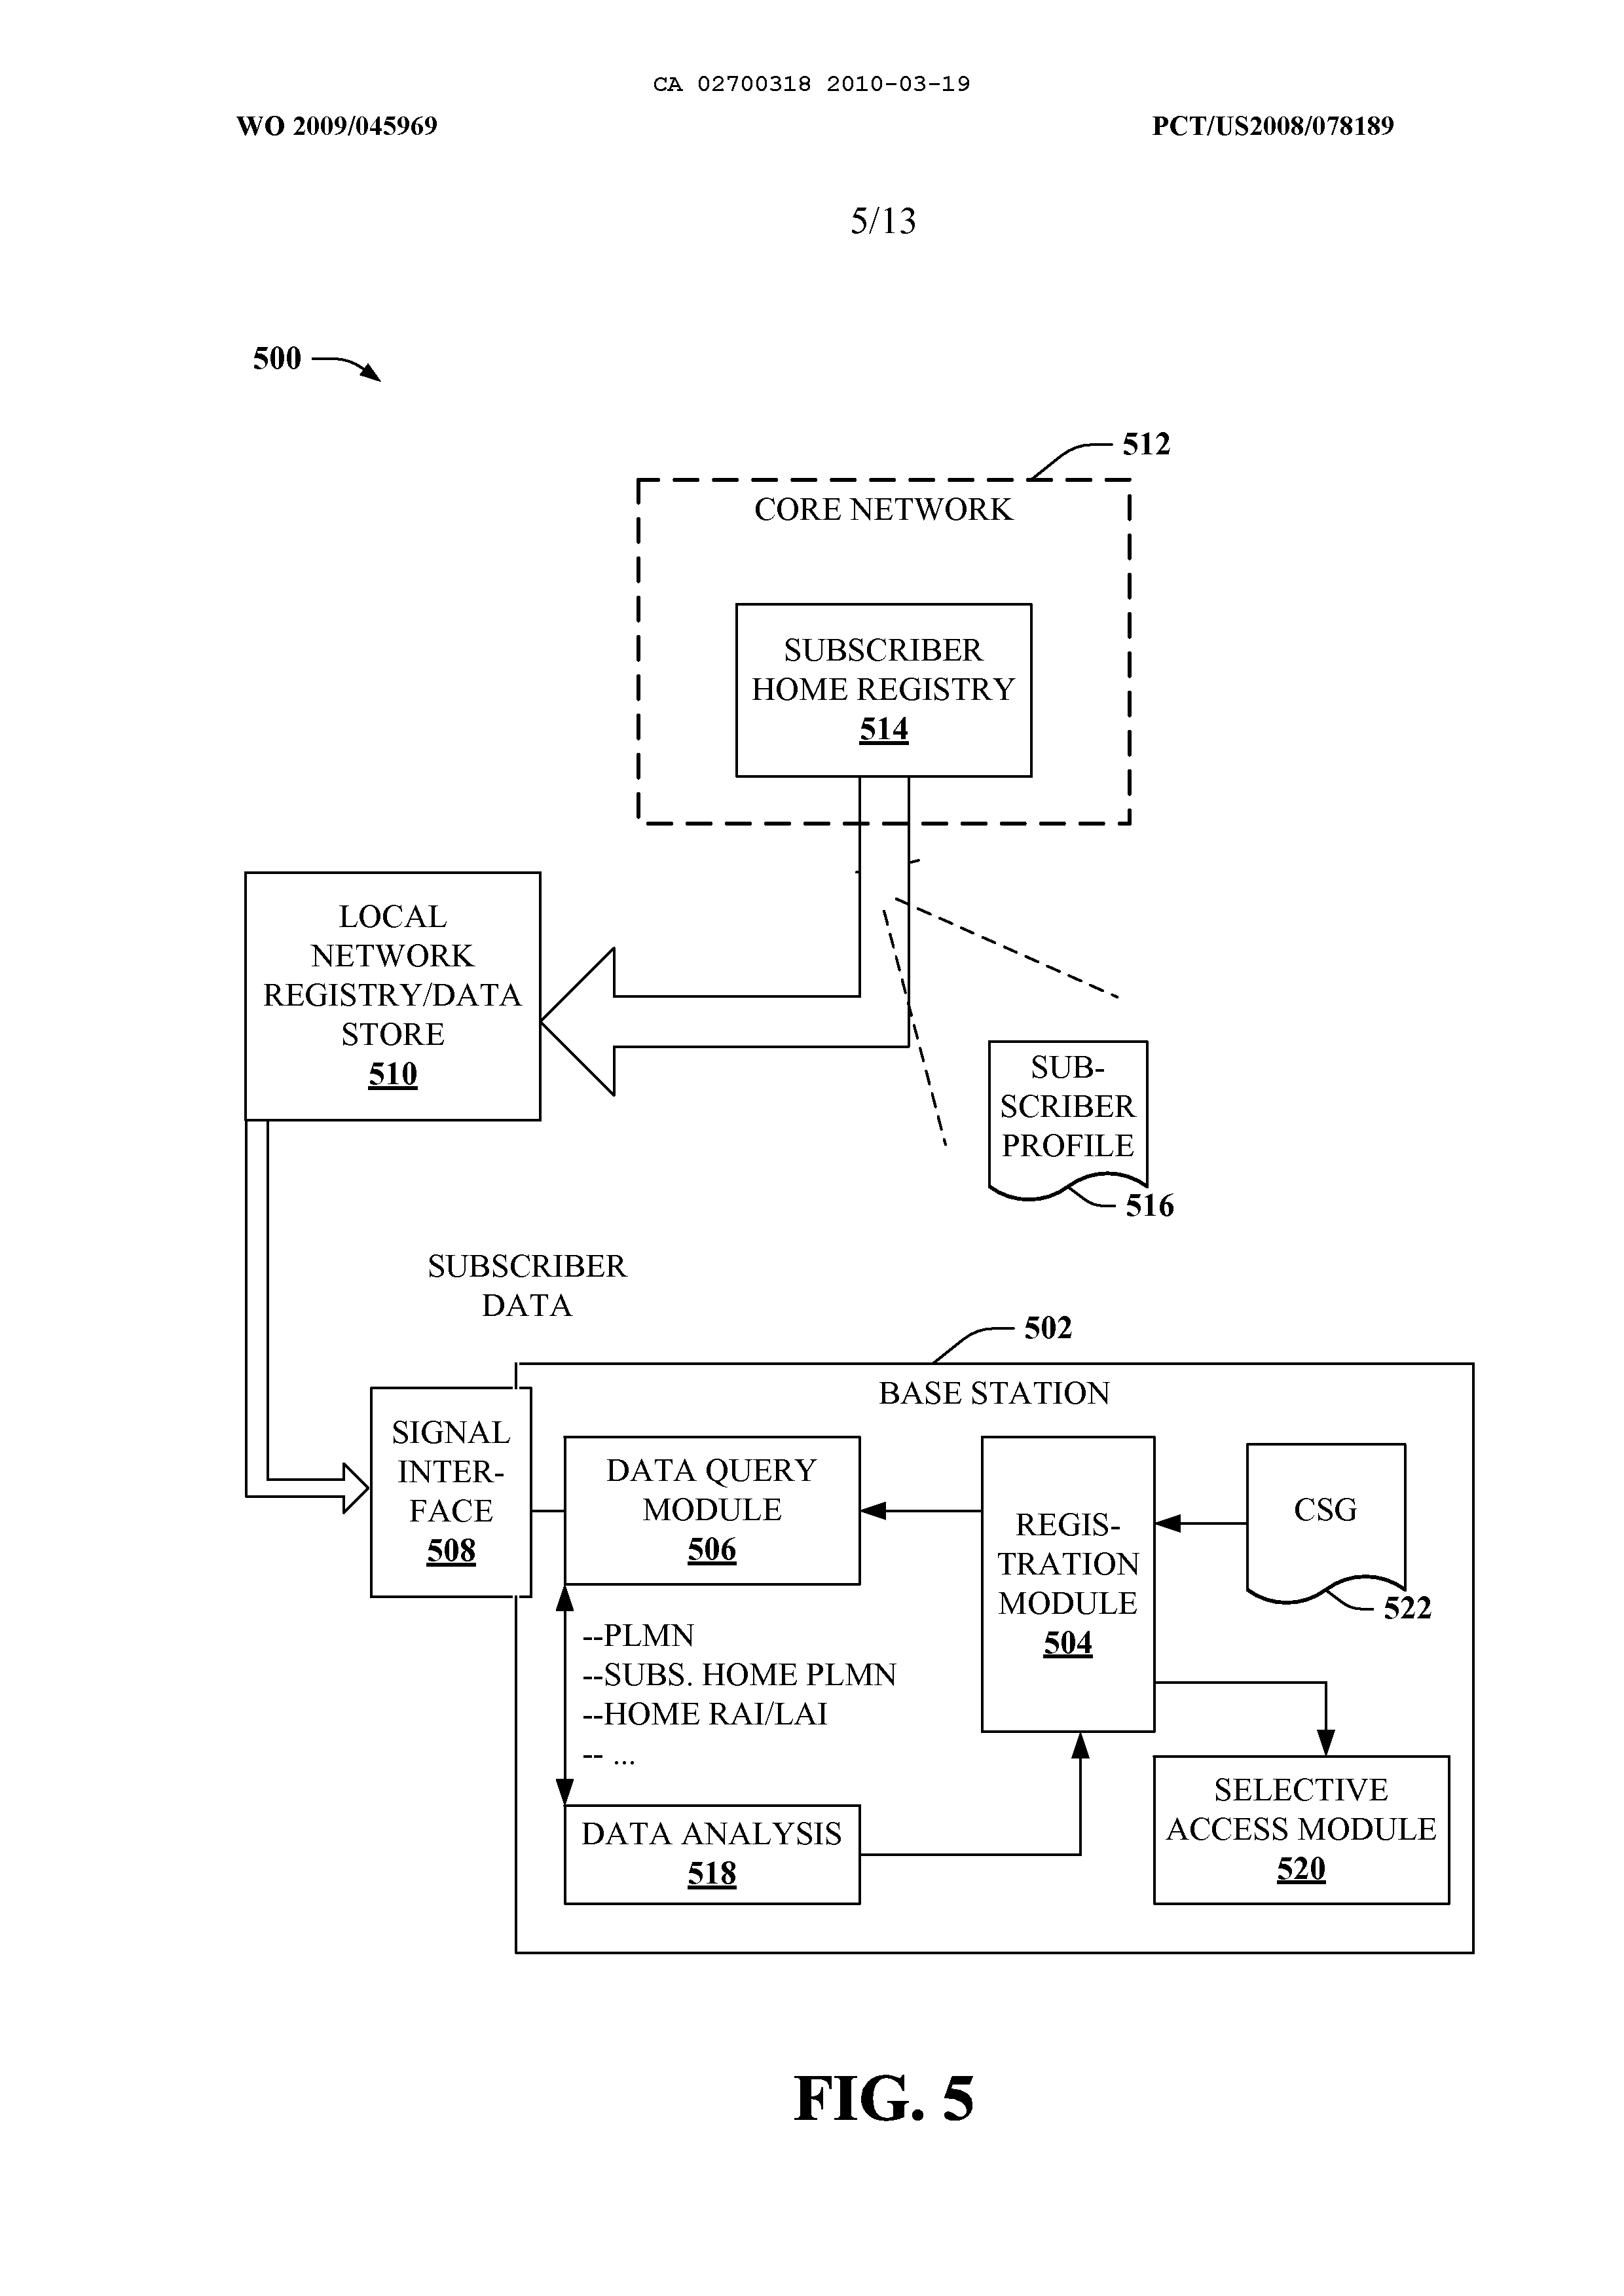 CA 02700318 2010-03-19
WO 2009/045969
PCT/US2008/078189
5/13
500
512
CORE NETWORK
SUBSCRIBER
HOME REGISTRY
514
LOCAL
NETWORK
REGISTRY/DATA
STORE
510
SUB-
SCRIBER
PROFILE
516
SUBSCRIBER
DATA
502
BASE STATION
SIGNAL
INTER-
FACE
508
DATA QUERY
MODULE
506
REGIS-
TRATION
MODULE
504
CSG
522
--PLMN
--SUBS. HOME PLMN
--HOME RAI/LAI
-- ...
DATA ANALYSIS
518
SELECTIVE
ACCESS MODULE
520
FIG. 5